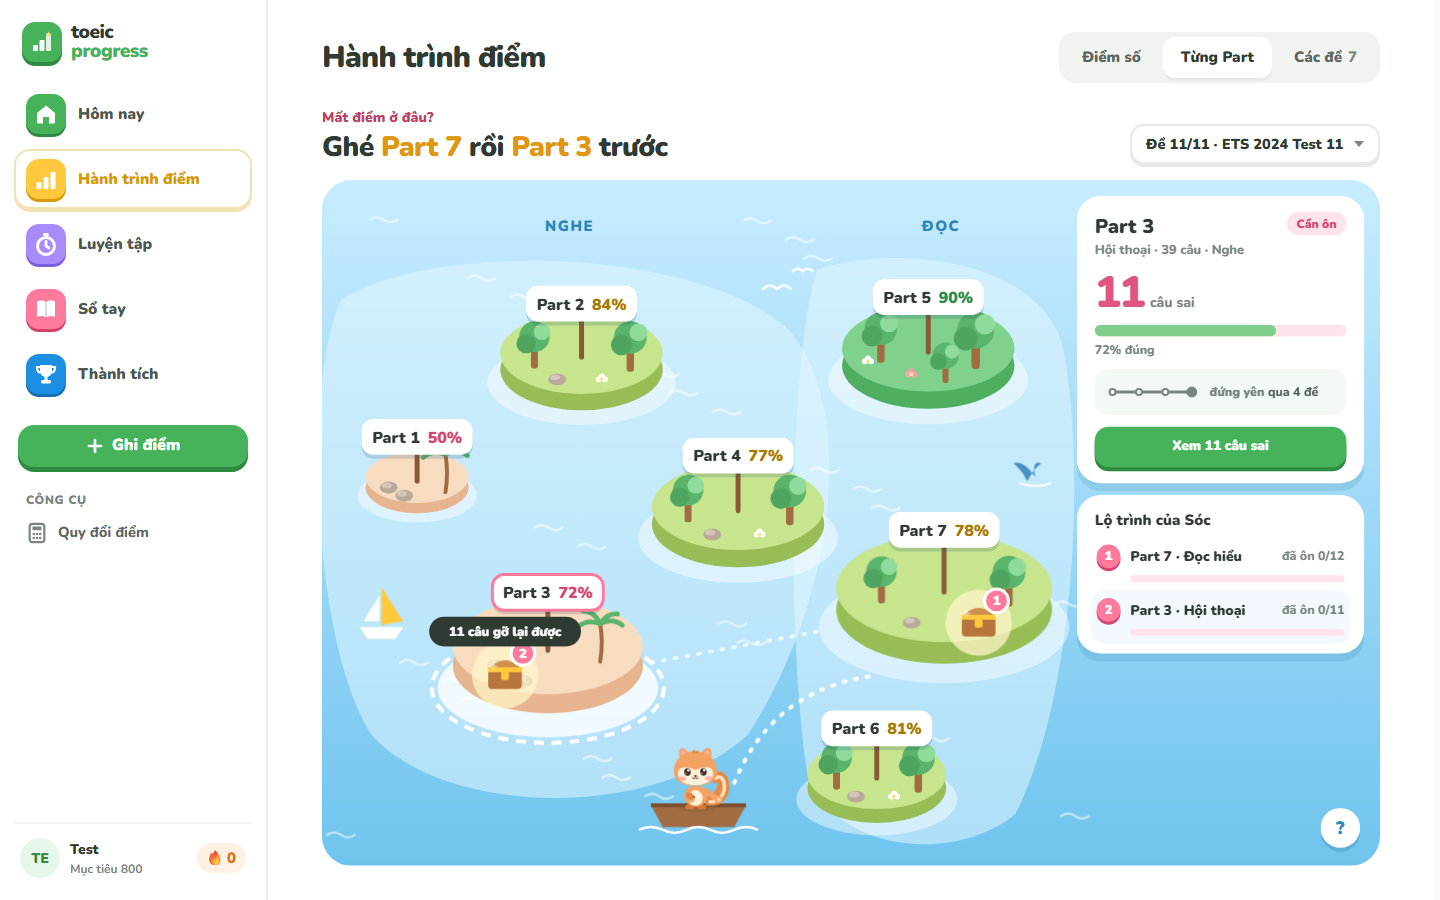 toeic
progress
Hôm nay
Hành trình điểm
Luyện tập
Sổ tay
Thành tích
+ Ghi điểm
CÔNG CỤ
Quy đổi điểm
TE
Test
Mục tiêu 800
0
Hành trình điểm
Điểm số
Từng Part
Các đề 7
Mất điểm ở đâu?
Ghé Part 7 rồi Part 3 trước
Đề 11/11 · ETS 2024 Test 11
NGHE
ĐỌC
Part 2 84%
Part 5 90%
Part 1 50%
Part 4 77%
Part 7 78%
1
Part 3 72%
11 câu gỡ lại được
2
Part 6 81%
Part 3
Cần ôn
Hội thoại · 39 câu · Nghe
11 câu sai
72% đúng
đứng yên qua 4 đề
Xem 11 câu sai
Lộ trình của Sóc
1 Part 7 · Đọc hiểu đã ôn 0/12
2 Part 3 · Hội thoại đã ôn 0/11
?